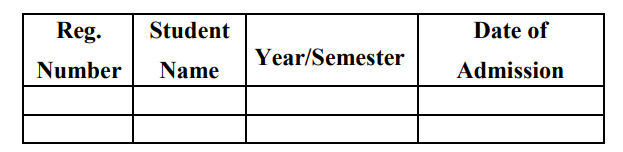 Reg. Number
Student Name
Year/Semester
Date of Admission